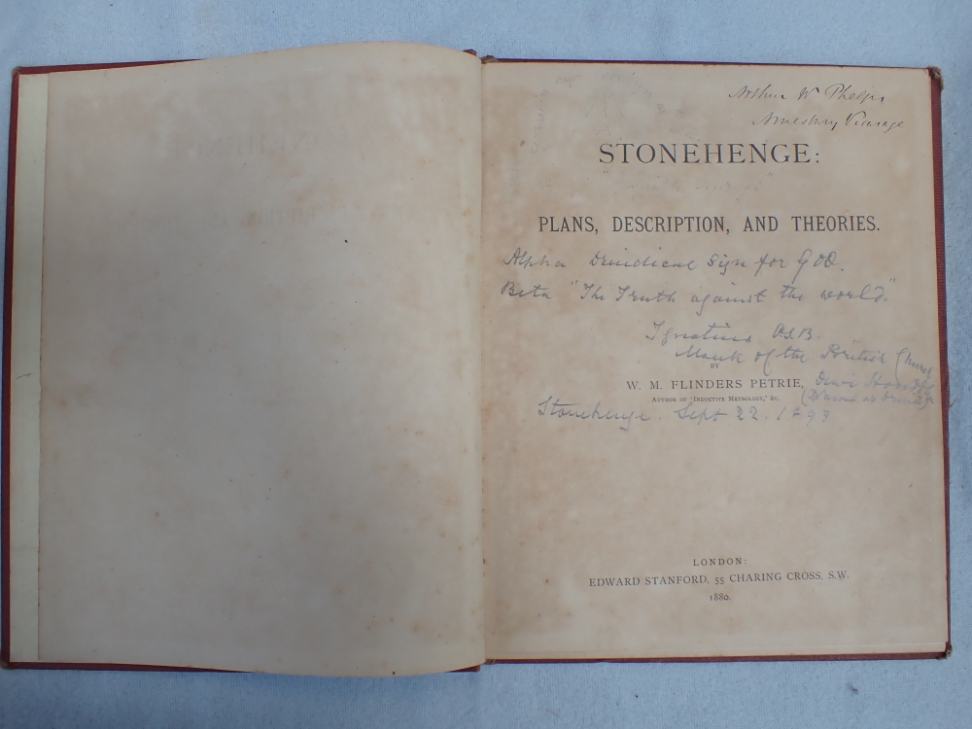 Arthur W Phelps
Amesbury Vicarage
STONEHENGE:
PLANS, DESCRIPTION, AND THEORIES.
Alpha Druidical Sign for GOD.
Beta "The Truth against the world."
Ignatius O.S.B.
Monk of the British Church
BY
W. M. FLINDERS PETRIE,
Dewi
AUTHOR OF 'INDUCTIVE METROLOGY,' &c.
Stonehenge. Sept 22. 1893
LONDON:
EDWARD STANFORD, 55 CHARING CROSS, S.W.
1880.